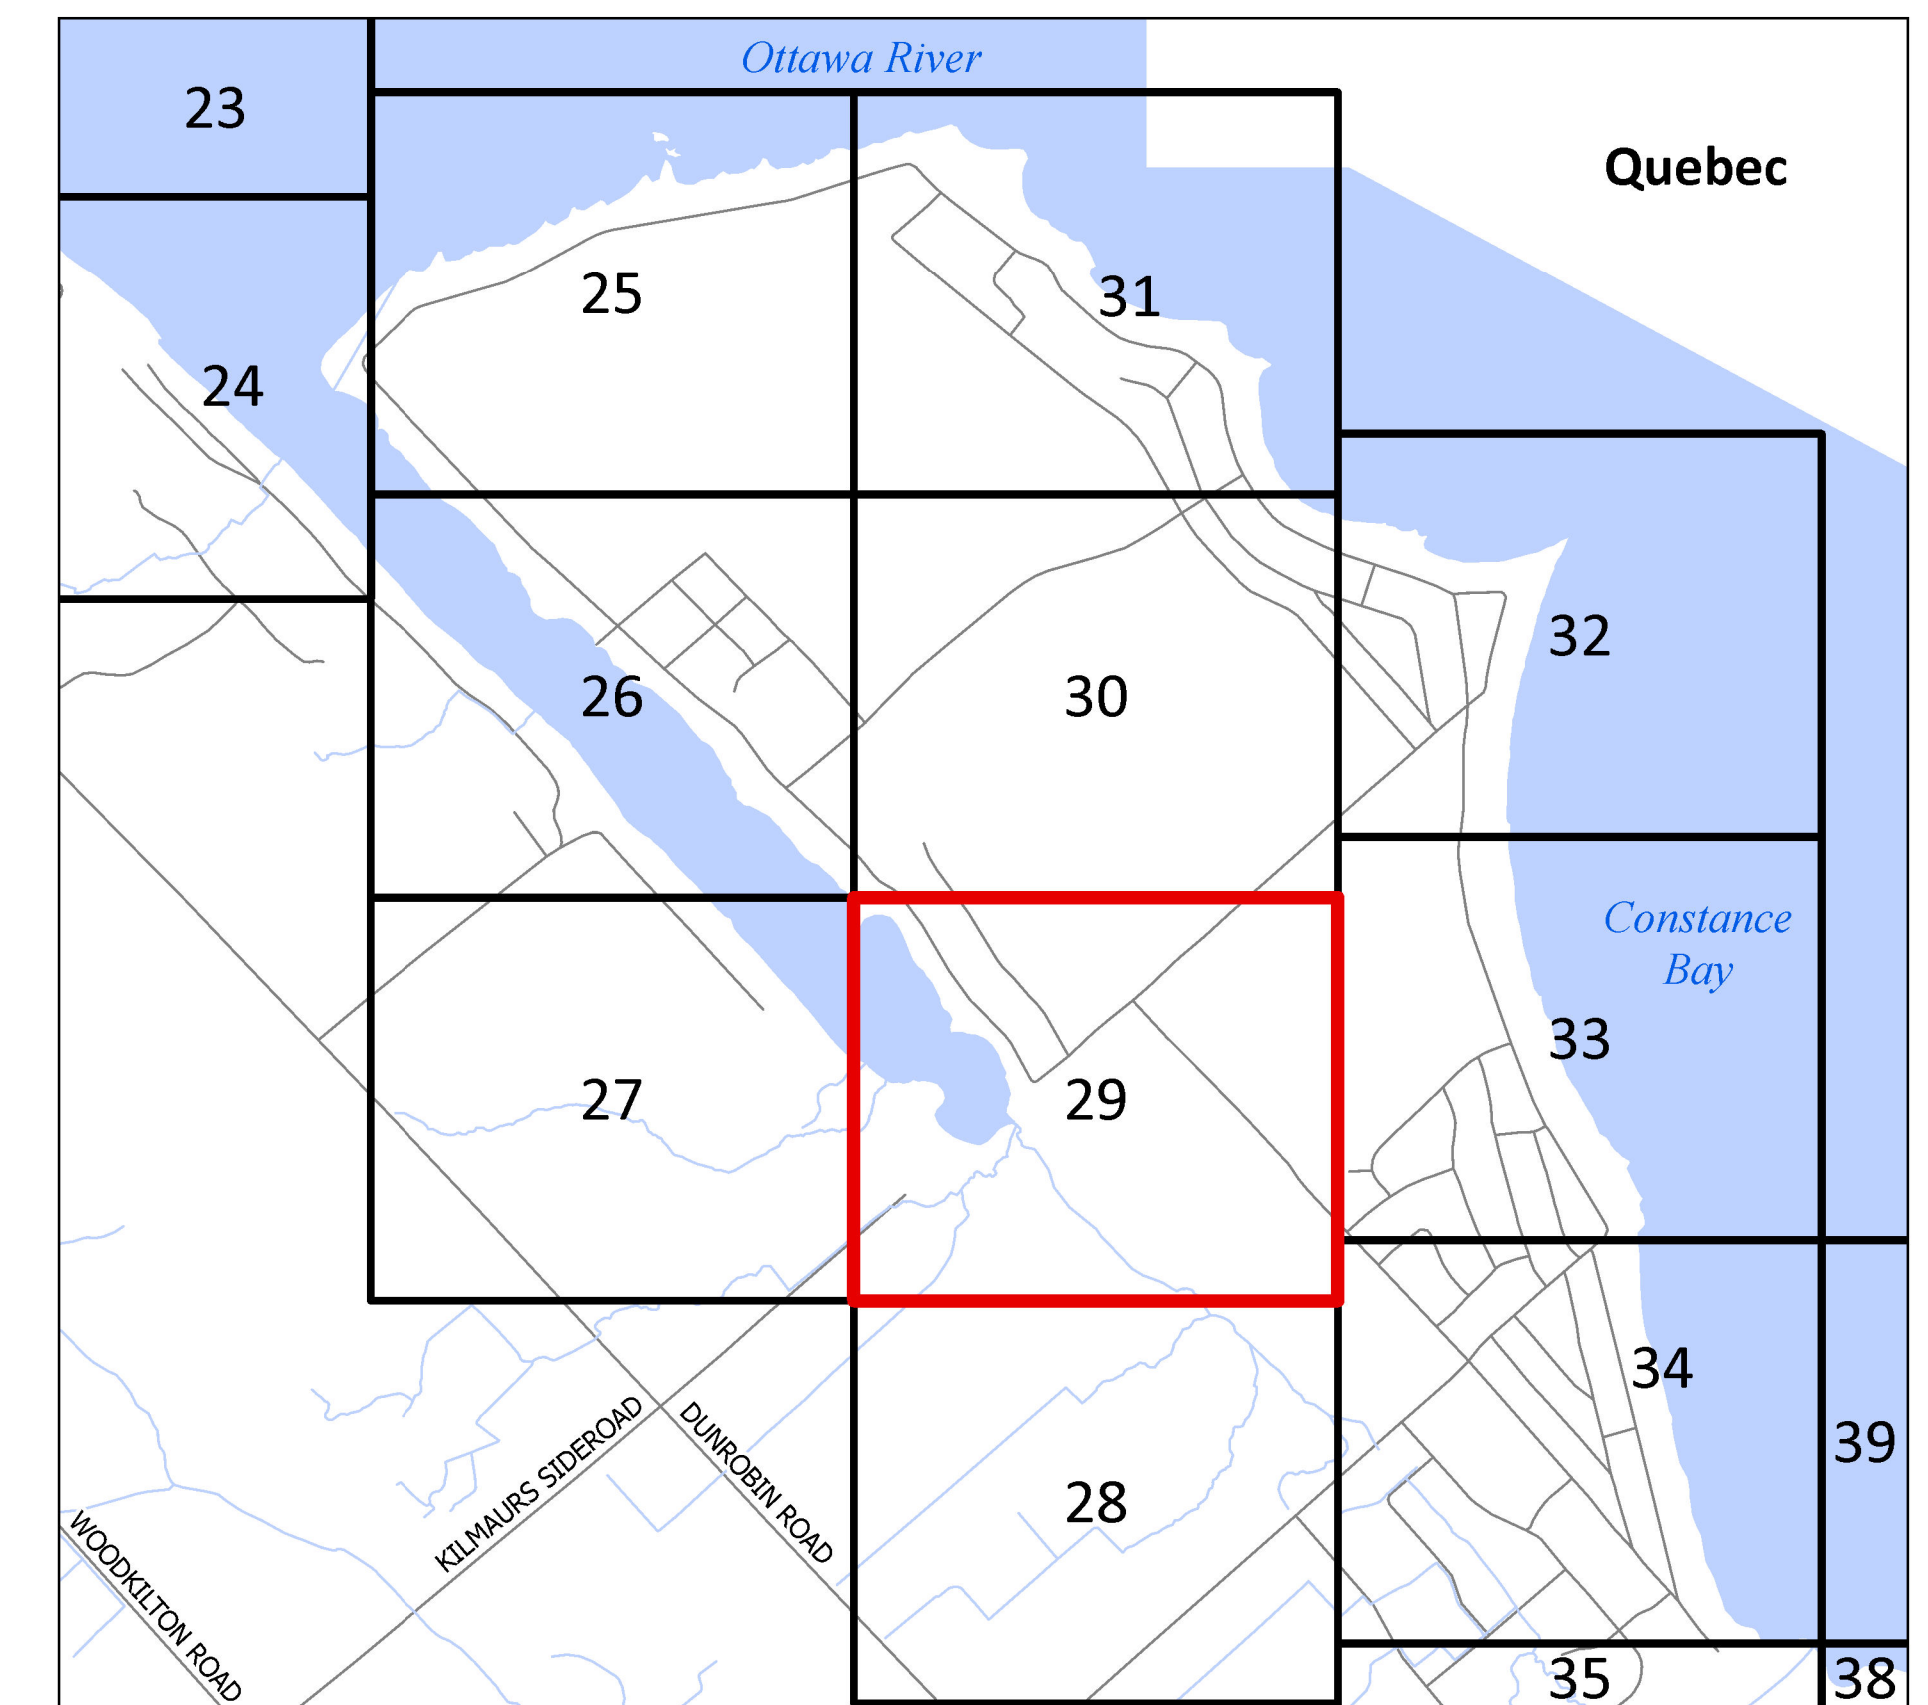 Ottawa River
23
Quebec
25
31
24
32
26
30
Constance
Bay
33
27
29
34
39
KILMAURS SIDEROAD
DUNROBIN ROAD
28
WOODKILTON ROAD
35
38